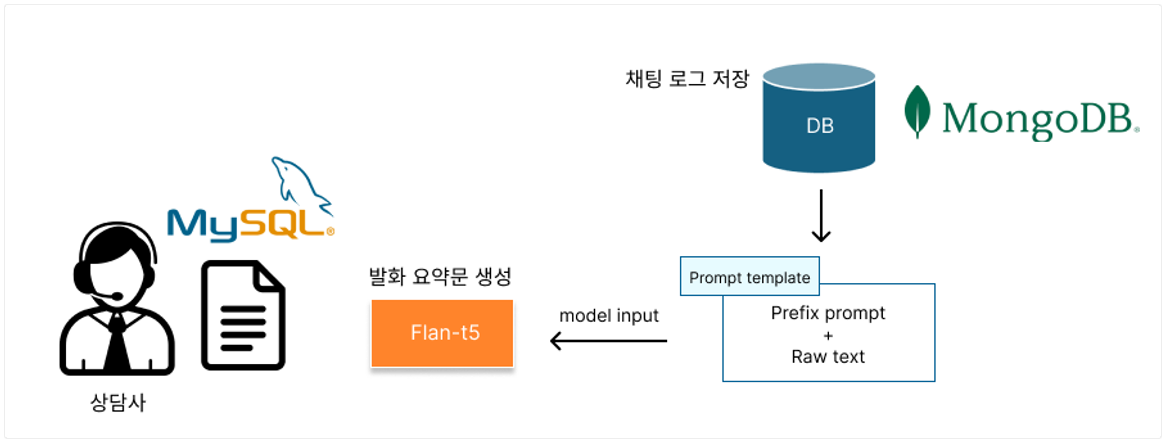 채팅 로그 저장
DB
MongoDB®
MySQL®
Prompt template
Prefix prompt
+
Raw text
model input
발화 요약문 생성
Flan-t5
상담사